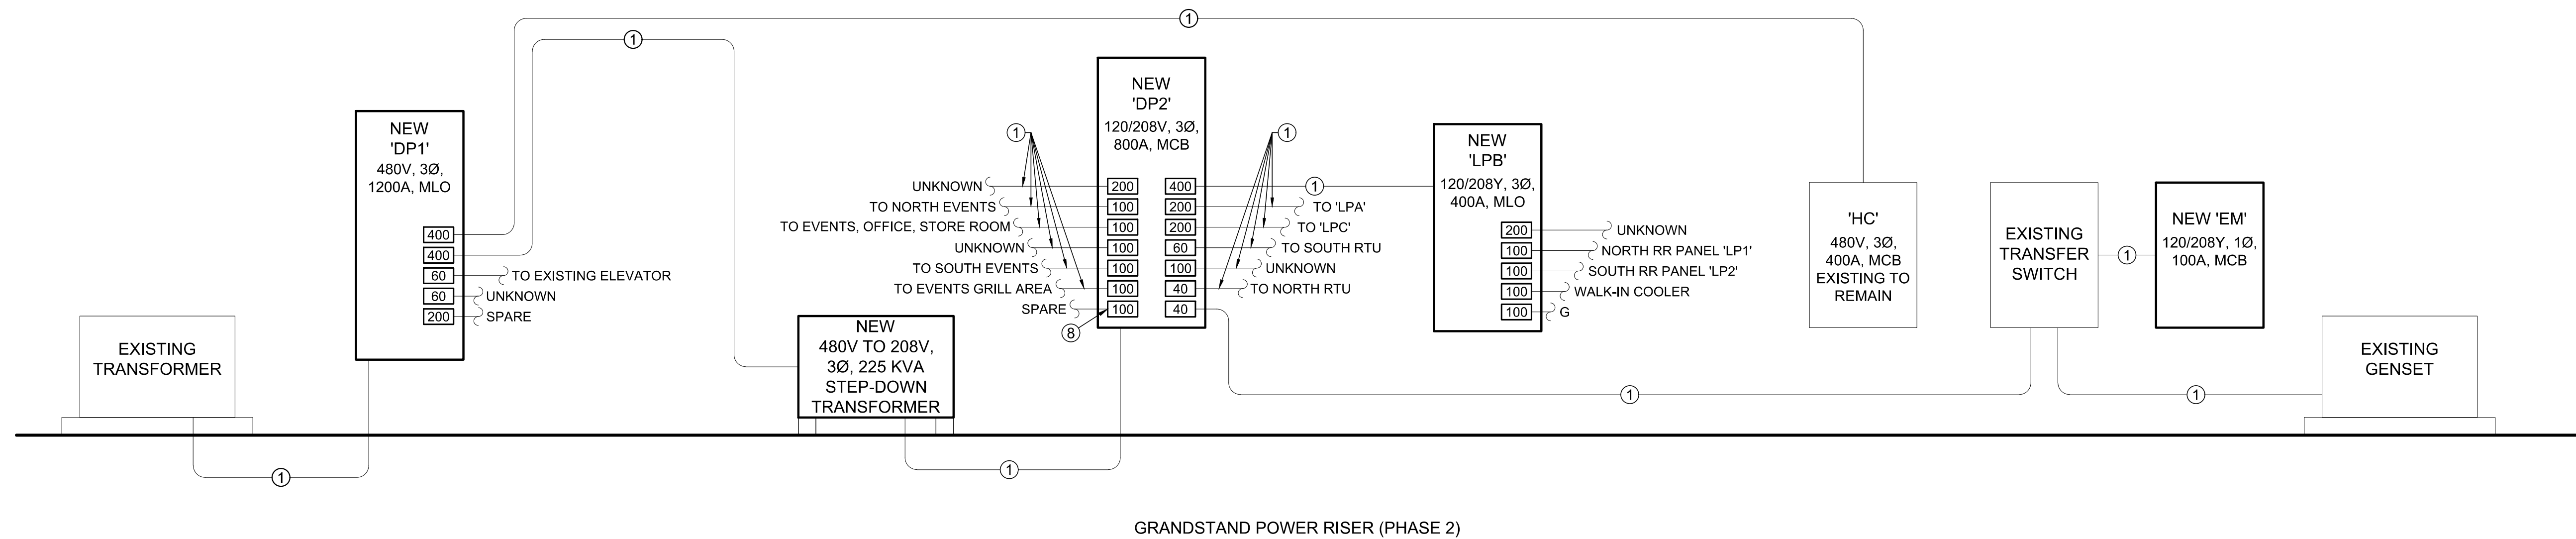 1
1
NEW
'DP1'
480V, 3Ø,
1200A, MLO
400
400
60
TO EXISTING ELEVATOR
60
UNKNOWN
200
SPARE
EXISTING
TRANSFORMER
1
NEW
480V TO 208V,
3Ø, 225 KVA
STEP-DOWN
TRANSFORMER
1
NEW
'DP2'
120/208V, 3Ø,
800A, MCB
1
1
UNKNOWN
200
400
1
TO NORTH EVENTS
100
200
TO 'LPA'
TO EVENTS, OFFICE, STORE ROOM
100
200
TO 'LPC'
UNKNOWN
100
60
TO SOUTH RTU
TO SOUTH EVENTS
100
100
UNKNOWN
TO EVENTS GRILL AREA
100
40
TO NORTH RTU
SPARE
100
40
8
NEW
'LPB'
120/208Y, 3Ø,
400A, MLO
200
UNKNOWN
100
NORTH RR PANEL 'LP1'
100
SOUTH RR PANEL 'LP2'
100
WALK-IN COOLER
100
G
'HC'
480V, 3Ø,
400A, MCB
EXISTING TO
REMAIN
EXISTING
TRANSFER
SWITCH
1
NEW 'EM'
120/208Y, 1Ø,
100A, MCB
1
1
EXISTING
GENSET
GRANDSTAND POWER RISER (PHASE 2)